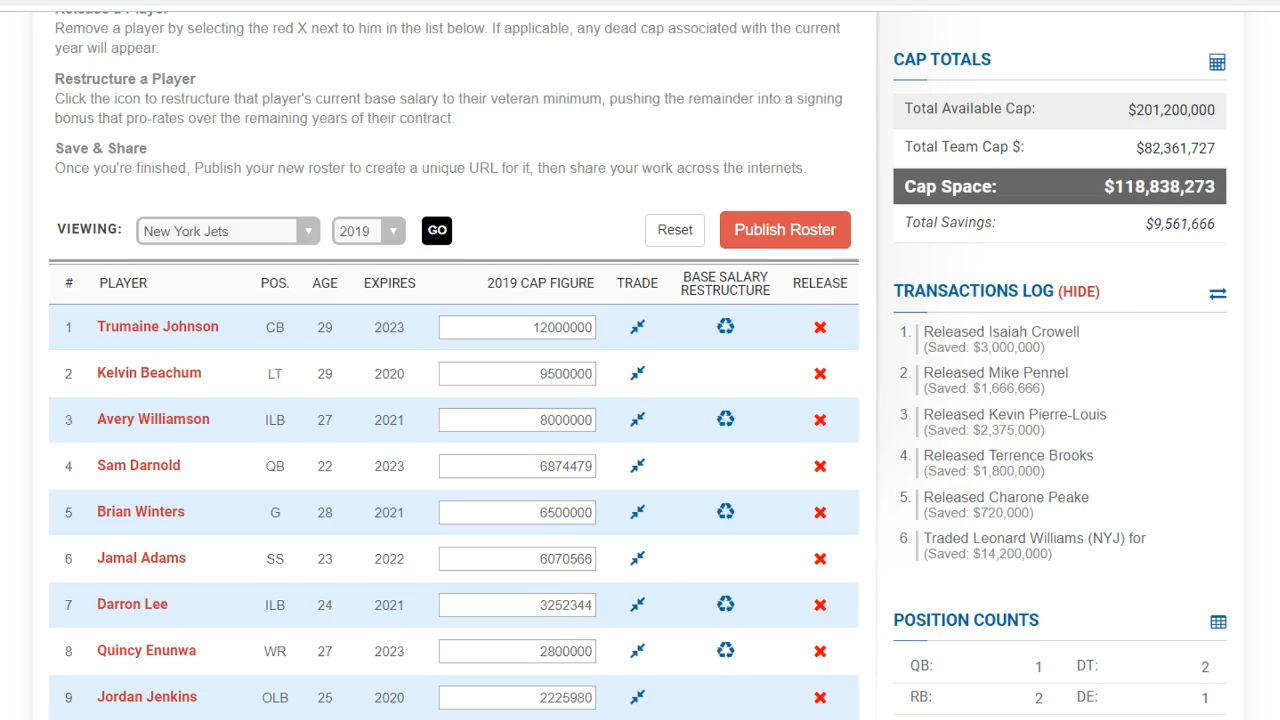 Release a Player
Remove a player by selecting the red X next to him in the list below. If applicable, any dead cap associated with the current
year will appear.
Restructure a Player
Click the icon to restructure that player's current base salary to their veteran minimum, pushing the remainder into a signing
bonus that pro-rates over the remaining years of their contract.
Save & Share
Once you're finished, Publish your new roster to create a unique URL for it, then share your work across the internets.
VIEWING: New York Jets 2019 GO Reset Publish Roster
# PLAYER POS. AGE EXPIRES 2019 CAP FIGURE TRADE BASE SALARY RESTRUCTURE RELEASE
1 Trumaine Johnson CB 29 2023 12000000
2 Kelvin Beachum LT 29 2020 9500000
3 Avery Williamson ILB 27 2021 8000000
4 Sam Darnold QB 22 2023 6874479
5 Brian Winters G 28 2021 6500000
6 Jamal Adams SS 23 2022 6070566
7 Darron Lee ILB 24 2021 3252344
8 Quincy Enunwa WR 27 2023 2800000
9 Jordan Jenkins OLB 25 2020 2225980
CAP TOTALS
Total Available Cap: $201,200,000
Total Team Cap $: $82,361,727
Cap Space: $118,838,273
Total Savings: $9,561,666
TRANSACTIONS LOG (HIDE)
1. Released Isaiah Crowell
(Saved: $3,000,000)
2. Released Mike Pennel
(Saved: $1,666,666)
3. Released Kevin Pierre-Louis
(Saved: $2,375,000)
4. Released Terrence Brooks
(Saved: $1,800,000)
5. Released Charone Peake
(Saved: $720,000)
6. Traded Leonard Williams (NYJ) for
(Saved: $14,200,000)
POSITION COUNTS
QB: 1 DT: 2
RB: 2 DE: 1